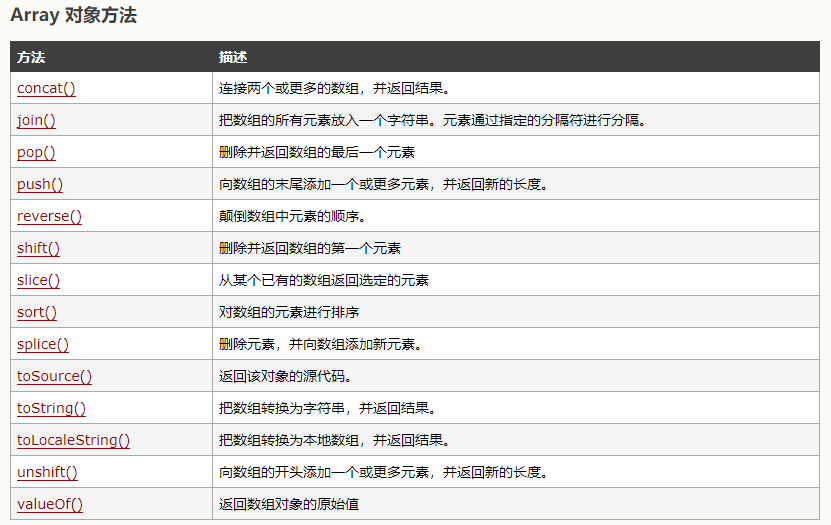 Array 对象方法
方法 描述
concat() 连接两个或更多的数组，并返回结果。
join() 把数组的所有元素放入一个字符串。元素通过指定的分隔符进行分隔。
pop() 删除并返回数组的最后一个元素
push() 向数组的末尾添加一个或更多元素，并返回新的长度。
reverse() 颠倒数组中元素的顺序。
shift() 删除并返回数组的第一个元素
slice() 从某个已有的数组返回选定的元素
sort() 对数组的元素进行排序
splice() 删除元素，并向数组添加新元素。
toSource() 返回该对象的源代码。
toString() 把数组转换为字符串，并返回结果。
toLocaleString() 把数组转换为本地数组，并返回结果。
unshift() 向数组的开头添加一个或更多元素，并返回新的长度。
valueOf() 返回数组对象的原始值